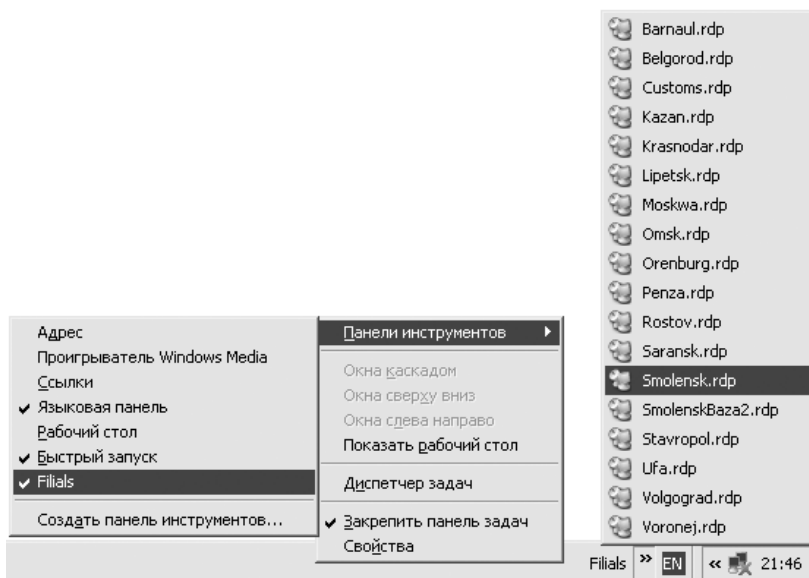 Barnaul.rdp
Belgorod.rdp
Customs.rdp
Kazan.rdp
Krasnodar.rdp
Lipetsk.rdp
Moskwa.rdp
Omsk.rdp
Orenburg.rdp
Penza.rdp
Rostov.rdp
Saransk.rdp
Smolensk.rdp
SmolenskBaza2.rdp
Stavropol.rdp
Ufa.rdp
Volgograd.rdp
Voronej.rdp
Адрес
Проигрыватель Windows Media
Ссылки
Языковая панель
Рабочий стол
Быстрый запуск
Filials
Создать панель инструментов...
Панели инструментов
Окна каскадом
Окна сверху вниз
Окна слева направо
Показать рабочий стол
Диспетчер задач
Закрепить панель задач
Свойства
Filials » EN « 21:46